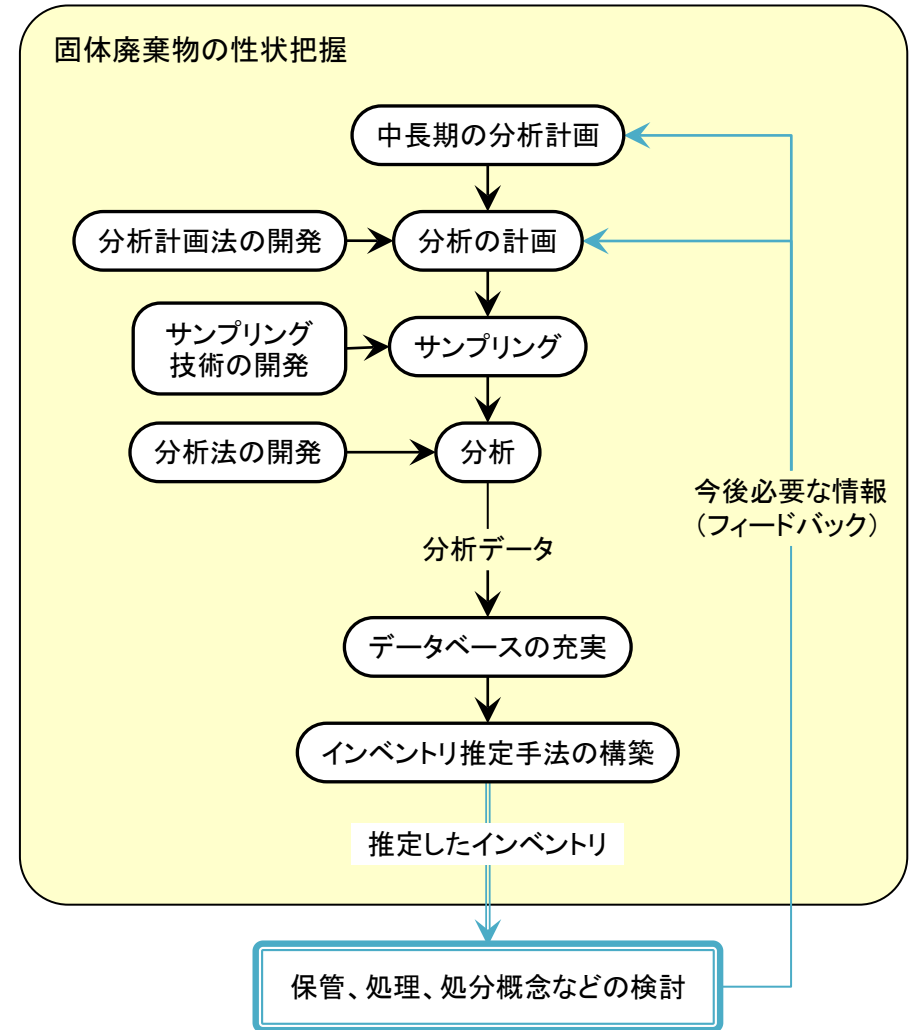 固体廃棄物の性状把握
中長期の分析計画
分析計画法の開発
分析の計画
サンプリング
技術の開発
サンプリング
分析法の開発
分析
今後必要な情報
（フィードバック）
分析データ
データベースの充実
インベントリ推定手法の構築
推定したインベントリ
保管、処理、処分概念などの検討